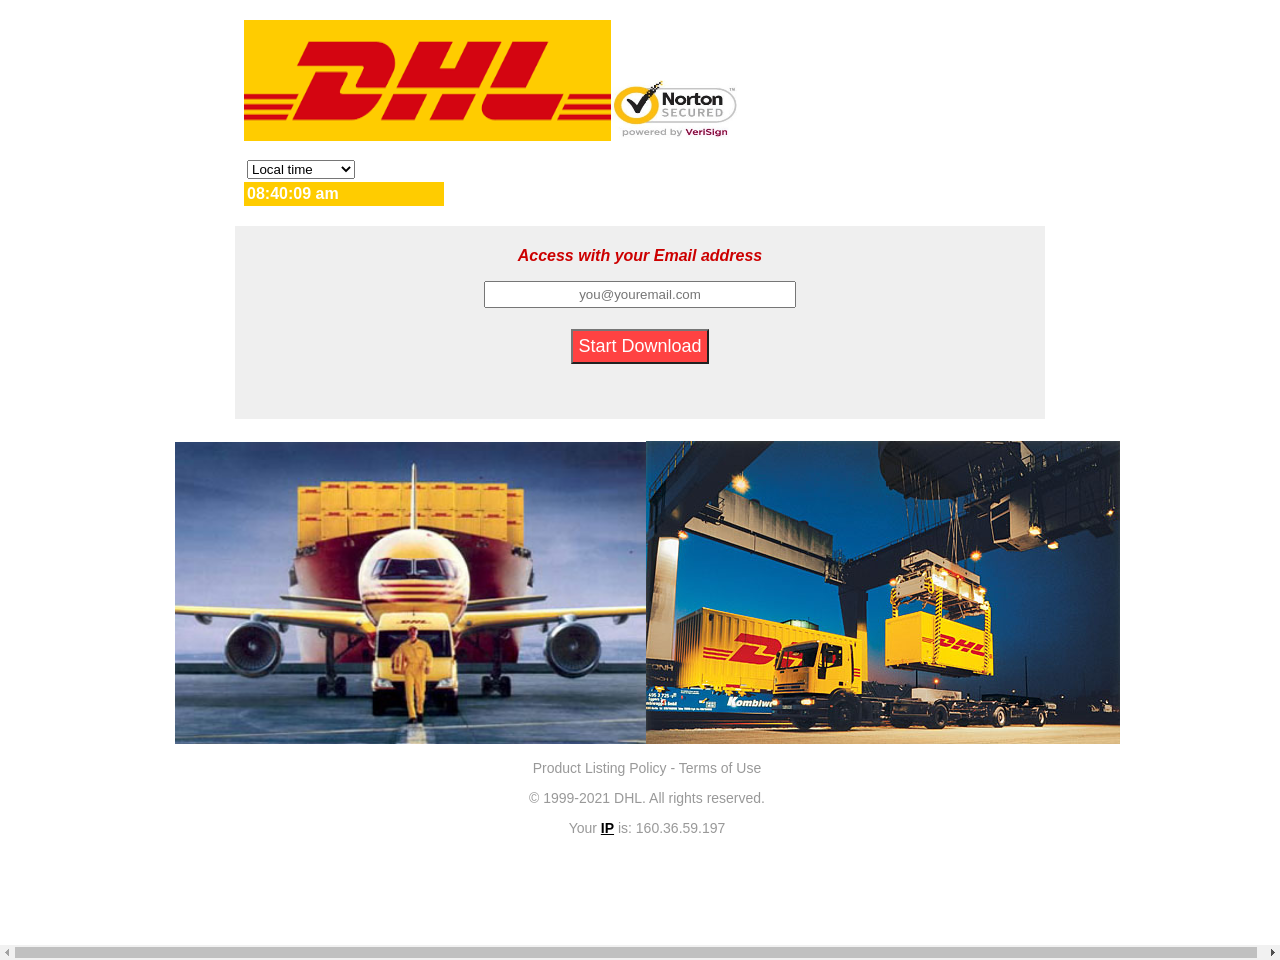 DHL
Norton™
SECURED
powered by VeriSign
Local time
08:40:09 am
Access with your Email address
you@youremail.com
Start Download
DHL
DHL
Product Listing Policy - Terms of Use
© 1999-2021 DHL. All rights reserved.
Your IP is: 160.36.59.197